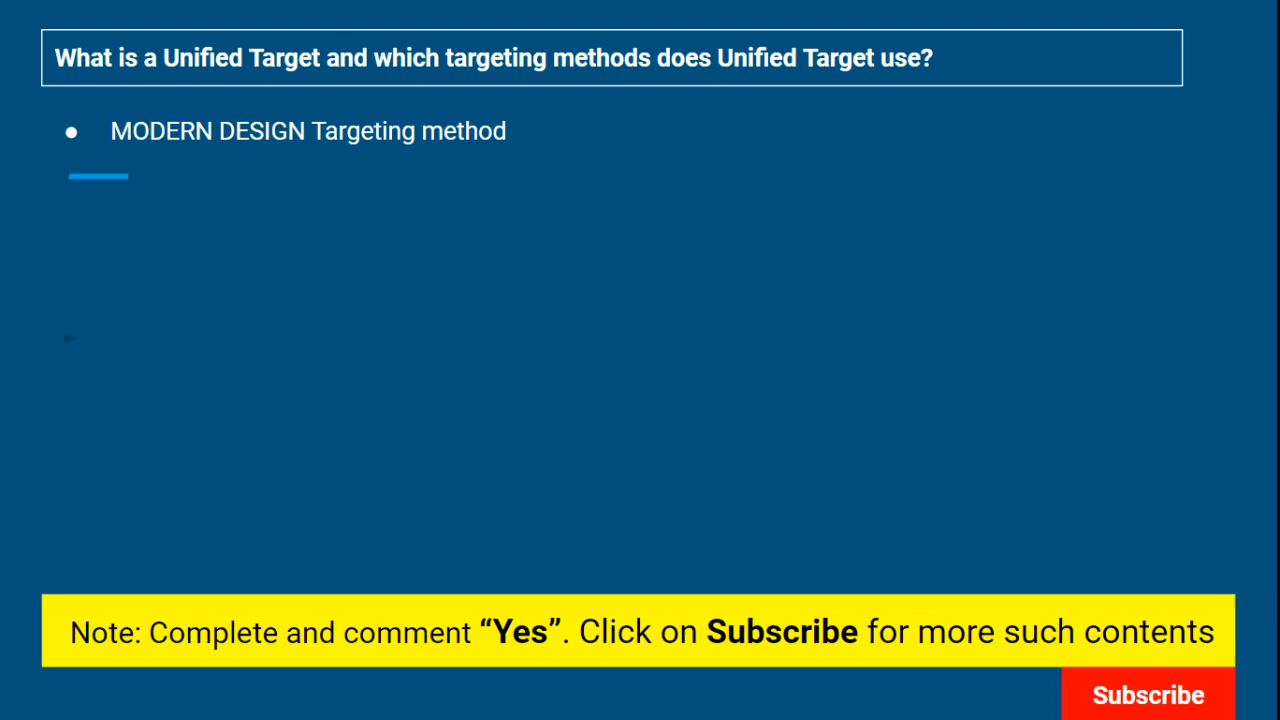 What is a Unified Target and which targeting methods does Unified Target use?
● MODERN DESIGN Targeting method
Note: Complete and comment “Yes”. Click on Subscribe for more such contents
Subscribe